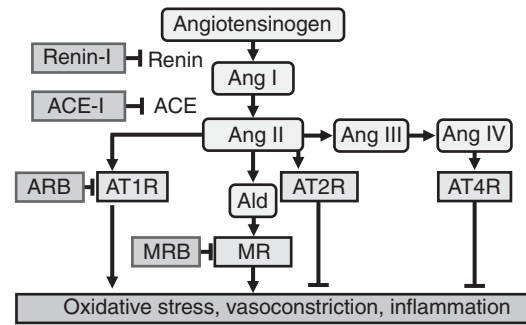 Angiotensinogen
Renin-I Renin
Ang I
ACE-I ACE
Ang II Ang III Ang IV
ARB AT1R AT2R AT4R
Ald
MRB MR
Oxidative stress, vasoconstriction, inflammation